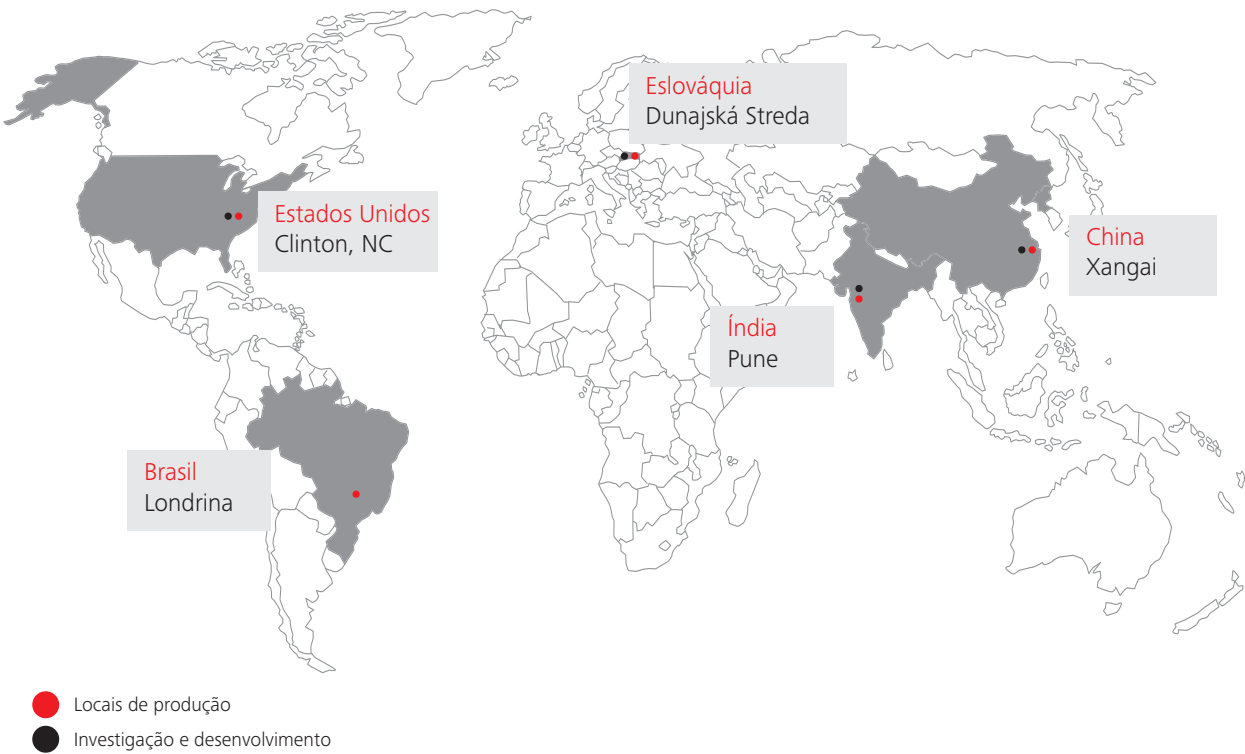 Eslováquia
Dunajská Streda
Estados Unidos
Clinton, NC
China
Xangai
Índia
Pune
Brasil
Londrina
Locais de produção
Investigação e desenvolvimento